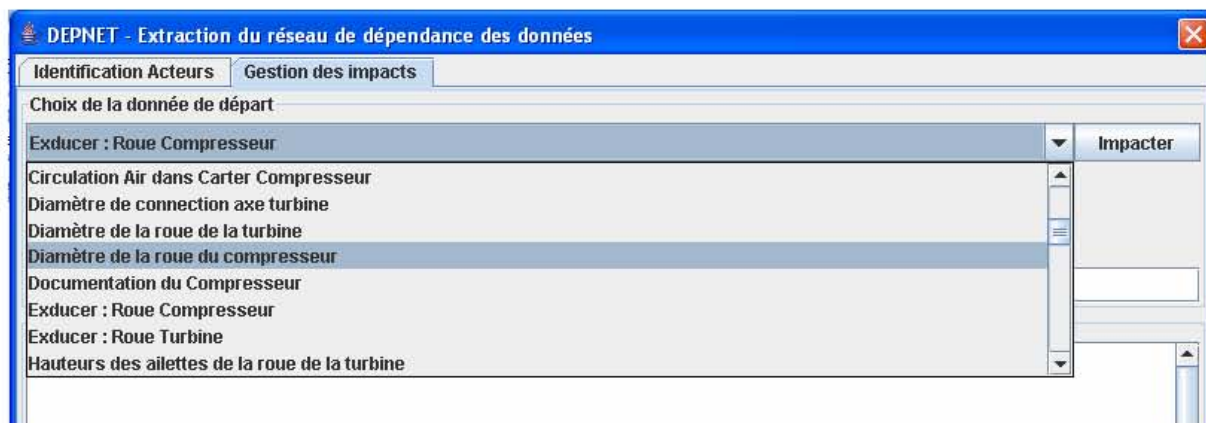 DEPNET - Extraction du réseau de dépendance des données
Identification Acteurs Gestion des impacts
Choix de la donnée de départ
Exducer : Roue Compresseur Impacter
Circulation Air dans Carter Compresseur
Diamètre de connection axe turbine
Diamètre de la roue de la turbine
Diamètre de la roue du compresseur
Documentation du Compresseur
Exducer : Roue Compresseur
Exducer : Roue Turbine
Hauteurs des ailettes de la roue de la turbine